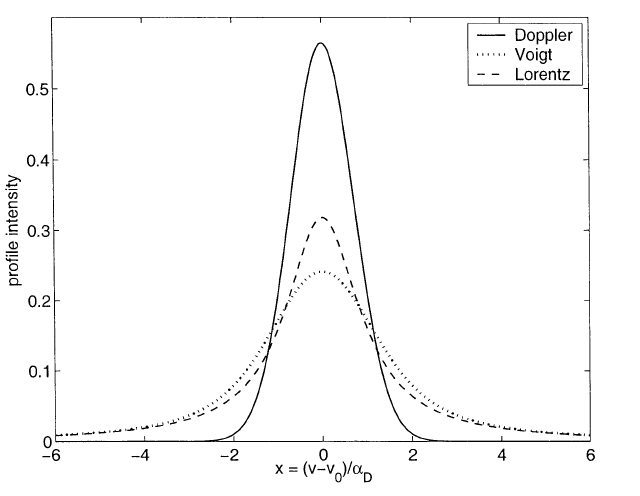 Doppler
Voigt
Lorentz
0.5
0.4
0.3
0.2
0.1
0
profile intensity
−6 −4 −2 0 2 4 6
x = (v−v0)/αD